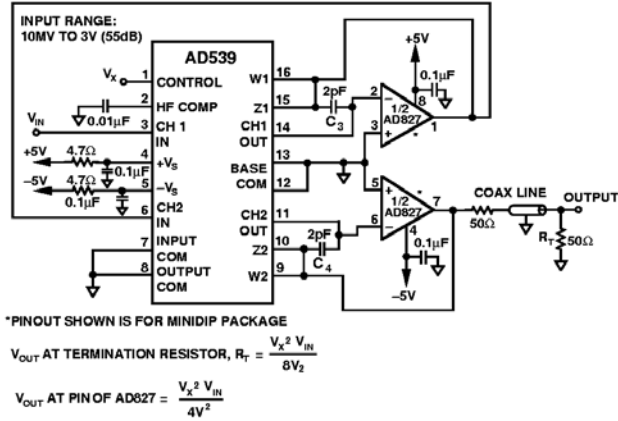 INPUT RANGE:
10MV TO 3V (55dB)
AD539
VX
1 CONTROL
2 HF COMP
0.01µF
VIN
3 CH 1
IN
+5V 4.7Ω 4 +VS
0.1µF
–5V 4.7Ω 5 –VS
0.1µF
6 CH2
IN
7 INPUT
COM
8 OUTPUT
COM
W1 16
Z1 15
CH1 14
OUT
BASE 13
COM 12
CH2 11
OUT
Z2 10
W2 9
2pF
C3
2pF
C4
+5V
0.1µF
8
2 –
1/2
AD827
*
1
3 +
5 +
1/2
AD827
*
7
6 –
4
0.1µF
–5V
50Ω
COAX LINE
OUTPUT
RT 50Ω
*PINOUT SHOWN IS FOR MINIDIP PACKAGE
VOUT AT TERMINATION RESISTOR, RT = VX² VIN
8V2
VOUT AT PIN OF AD827 = VX² VIN
4V²